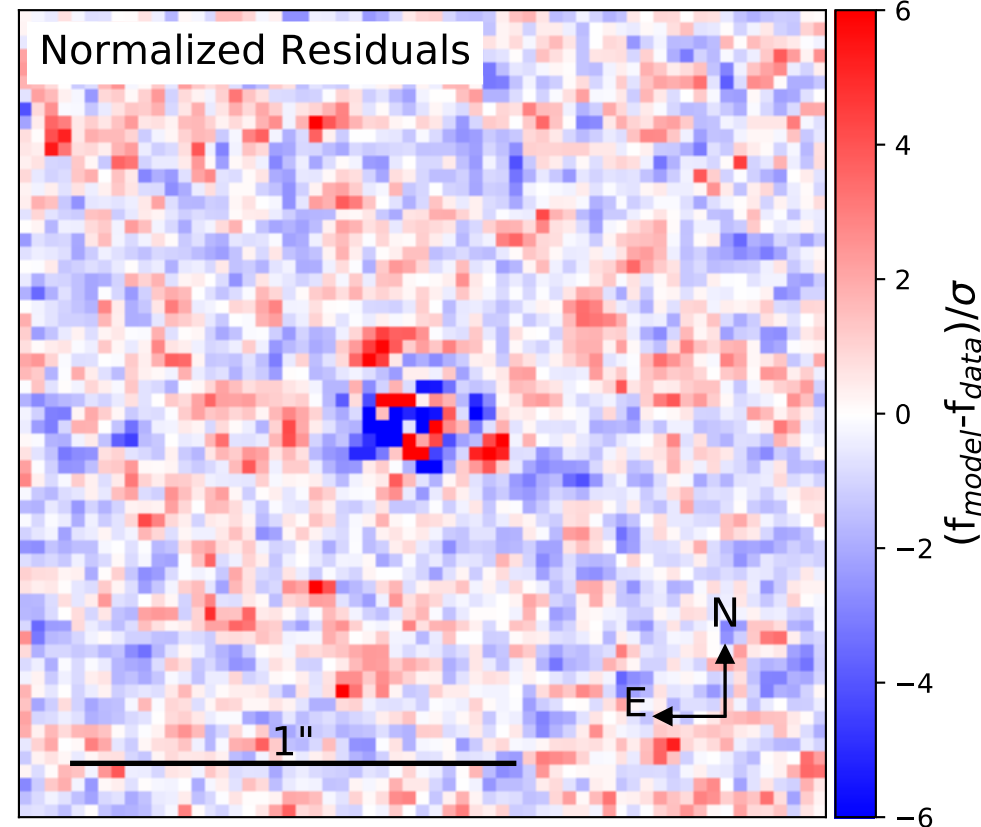 Normalized Residuals
N
E
1"
6
4
2
0
−2
−4
−6
(f_model-f_data)/σ